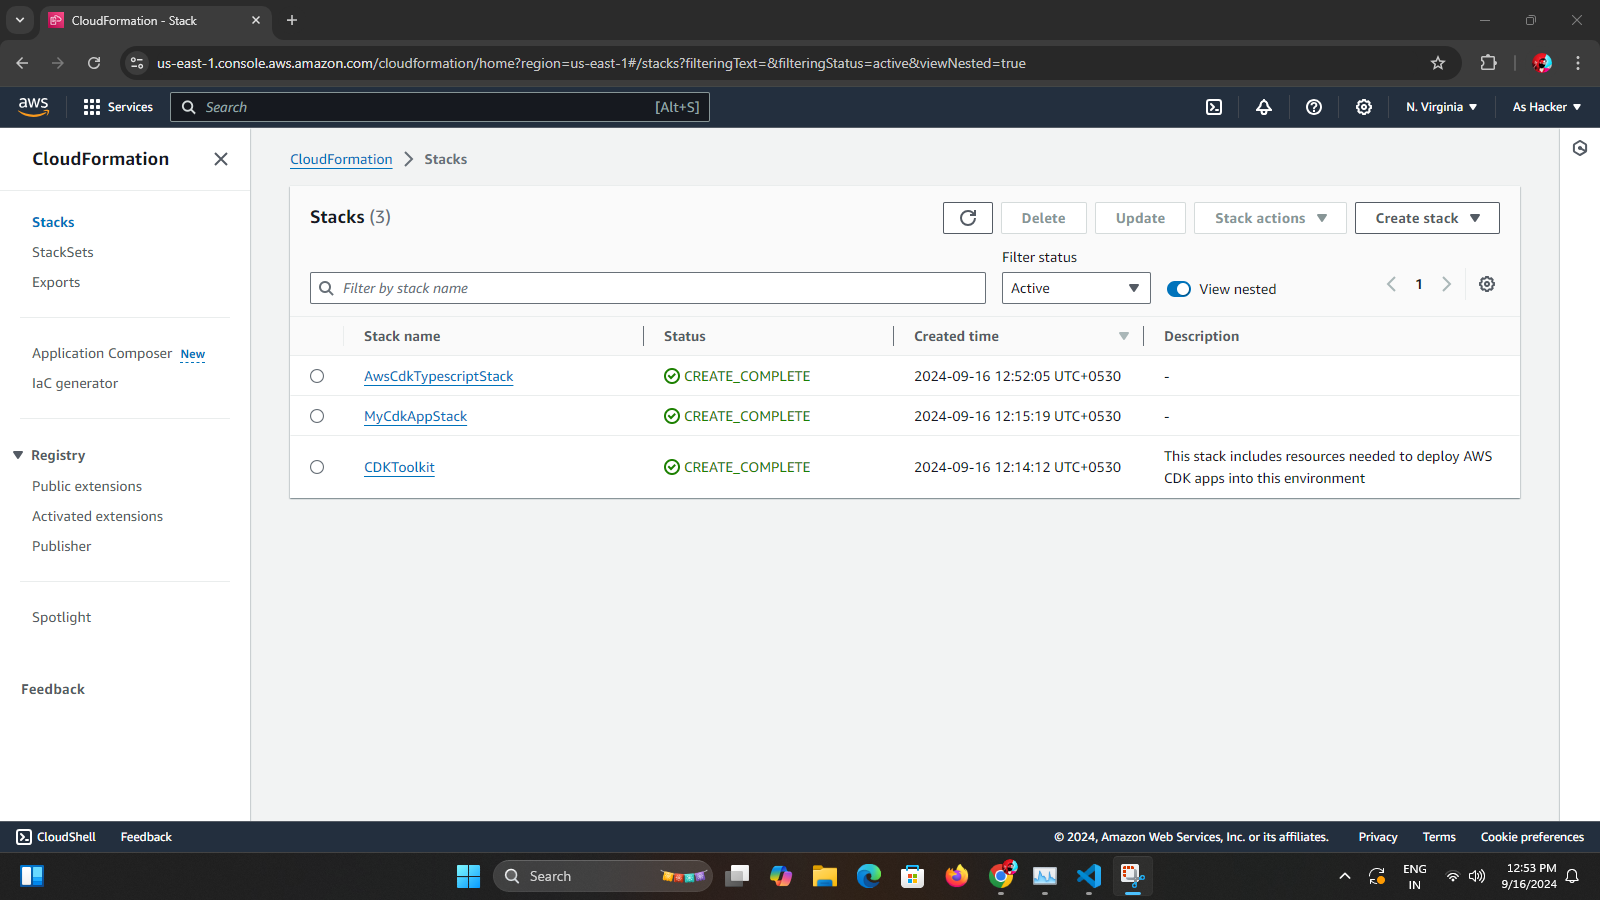 CloudFormation - Stack
us-east-1.console.aws.amazon.com/cloudformation/home?region=us-east-1#/stacks?filteringText=&filteringStatus=active&viewNested=true
aws
Services
Search
[Alt+S]
N. Virginia
As Hacker
CloudFormation
Stacks
StackSets
Exports
Application Composer New
IaC generator
Registry
Public extensions
Activated extensions
Publisher
Spotlight
Feedback
CloudFormation
Stacks
Stacks (3)
Delete
Update
Stack actions
Create stack
Filter status
Filter by stack name
Active
View nested
1
Stack name Status Created time Description
AwsCdkTypescriptStack CREATE_COMPLETE 2024-09-16 12:52:05 UTC+0530 -
MyCdkAppStack CREATE_COMPLETE 2024-09-16 12:15:19 UTC+0530 -
CDKToolkit CREATE_COMPLETE 2024-09-16 12:14:12 UTC+0530 This stack includes resources needed to deploy AWS
CDK apps into this environment
CloudShell Feedback © 2024, Amazon Web Services, Inc. or its affiliates. Privacy Terms Cookie preferences
Search
ENG
IN
12:53 PM
9/16/2024